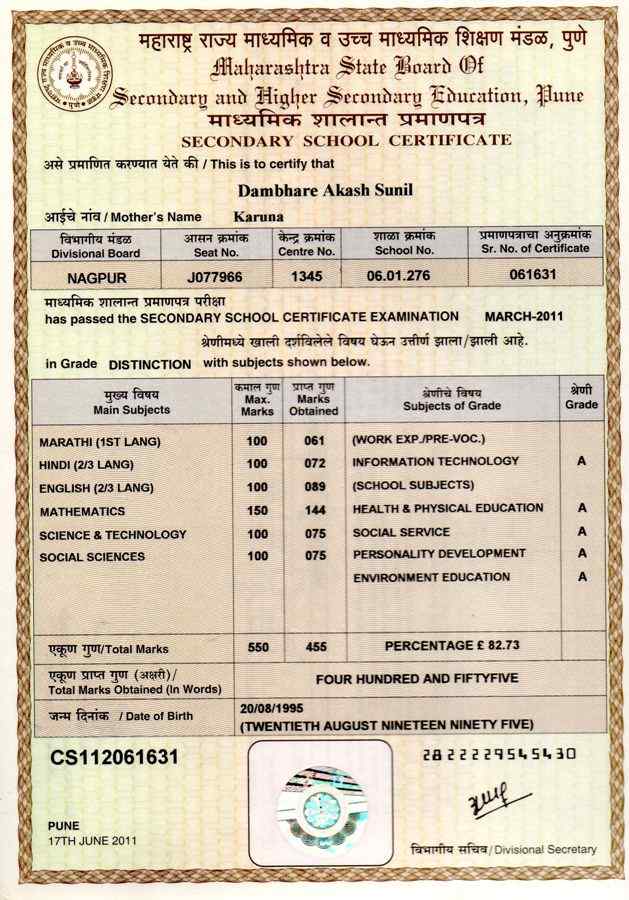 महाराष्ट्र राज्य माध्यमिक व उच्च माध्यमिक शिक्षण मंडळ, पुणे
Maharashtra State Board Of
Secondary and Higher Secondary Education, Pune
माध्यमिक शालान्त प्रमाणपत्र
SECONDARY SCHOOL CERTIFICATE
असे प्रमाणित करण्यात येते की / This is to certify that
Dambhare Akash Sunil
आईचे नांव / Mother's Name Karuna
विभागीय मंडळ आसन क्रमांक केन्द्र क्रमांक शाळा क्रमांक प्रमाणपत्राचा अनुक्रमांक
Divisional Board Seat No. Centre No. School No. Sr. No. of Certificate
NAGPUR J077966 1345 06.01.276 061631
माध्यमिक शालान्त प्रमाणपत्र परीक्षा
has passed the SECONDARY SCHOOL CERTIFICATE EXAMINATION MARCH-2011
श्रेणीमध्ये खाली दर्शविलेले विषय घेऊन उत्तीर्ण झाला/झाली आहे.
in Grade DISTINCTION with subjects shown below.
मुख्य विषय कमाल गुण प्राप्त गुण श्रेणीचे विषय श्रेणी
Main Subjects Max. Marks Marks Obtained Subjects of Grade Grade
MARATHI (1ST LANG) 100 061 (WORK EXP./PRE-VOC.)
HINDI (2/3 LANG) 100 072 INFORMATION TECHNOLOGY A
ENGLISH (2/3 LANG) 100 089 (SCHOOL SUBJECTS)
MATHEMATICS 150 144 HEALTH & PHYSICAL EDUCATION A
SCIENCE & TECHNOLOGY 100 075 SOCIAL SERVICE A
SOCIAL SCIENCES 100 075 PERSONALITY DEVELOPMENT A
ENVIRONMENT EDUCATION A
एकूण गुण/Total Marks 550 455 PERCENTAGE £ 82.73
एकूण प्राप्त गुण (अक्षरी)/
Total Marks Obtained (In Words) FOUR HUNDRED AND FIFTYFIVE
जन्म दिनांक / Date of Birth 20/08/1995
(TWENTIETH AUGUST NINETEEN NINETY FIVE)
CS112061631 2822229545430
PUNE
17TH JUNE 2011
विभागीय सचिव/Divisional Secretary